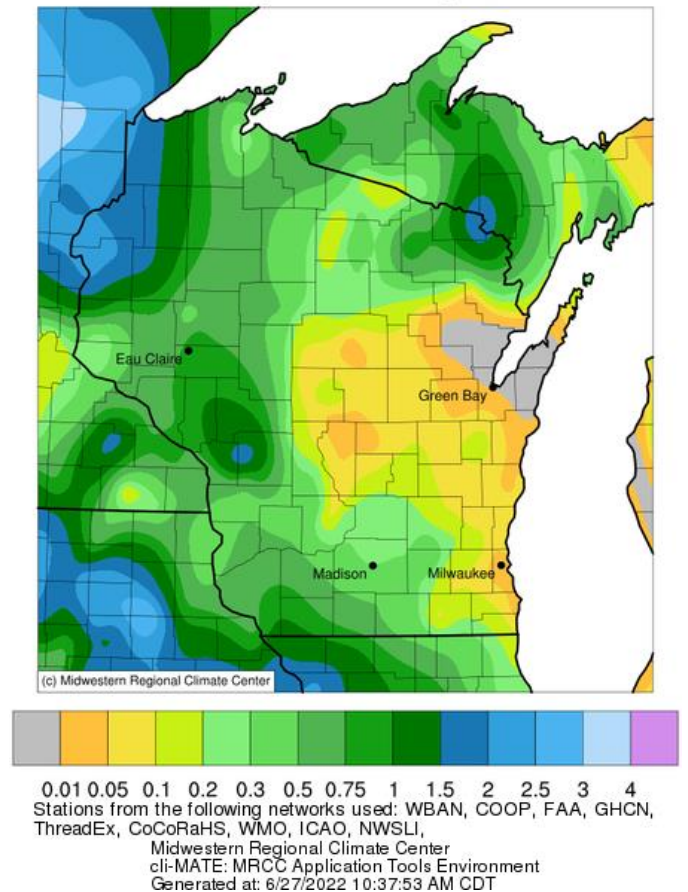 Eau Claire
Green Bay
Madison
Milwaukee
(c) Midwestern Regional Climate Center
0.01 0.05 0.1 0.2 0.3 0.5 0.75 1 1.5 2 2.5 3 4
Stations from the following networks used: WBAN, COOP, FAA, GHCN,
ThreadEx, CoCoRaHS, WMO, ICAO, NWSLI,
Midwestern Regional Climate Center
cli-MATE: MRCC Application Tools Environment
Generated at: 6/27/2022 10:37:53 AM CDT